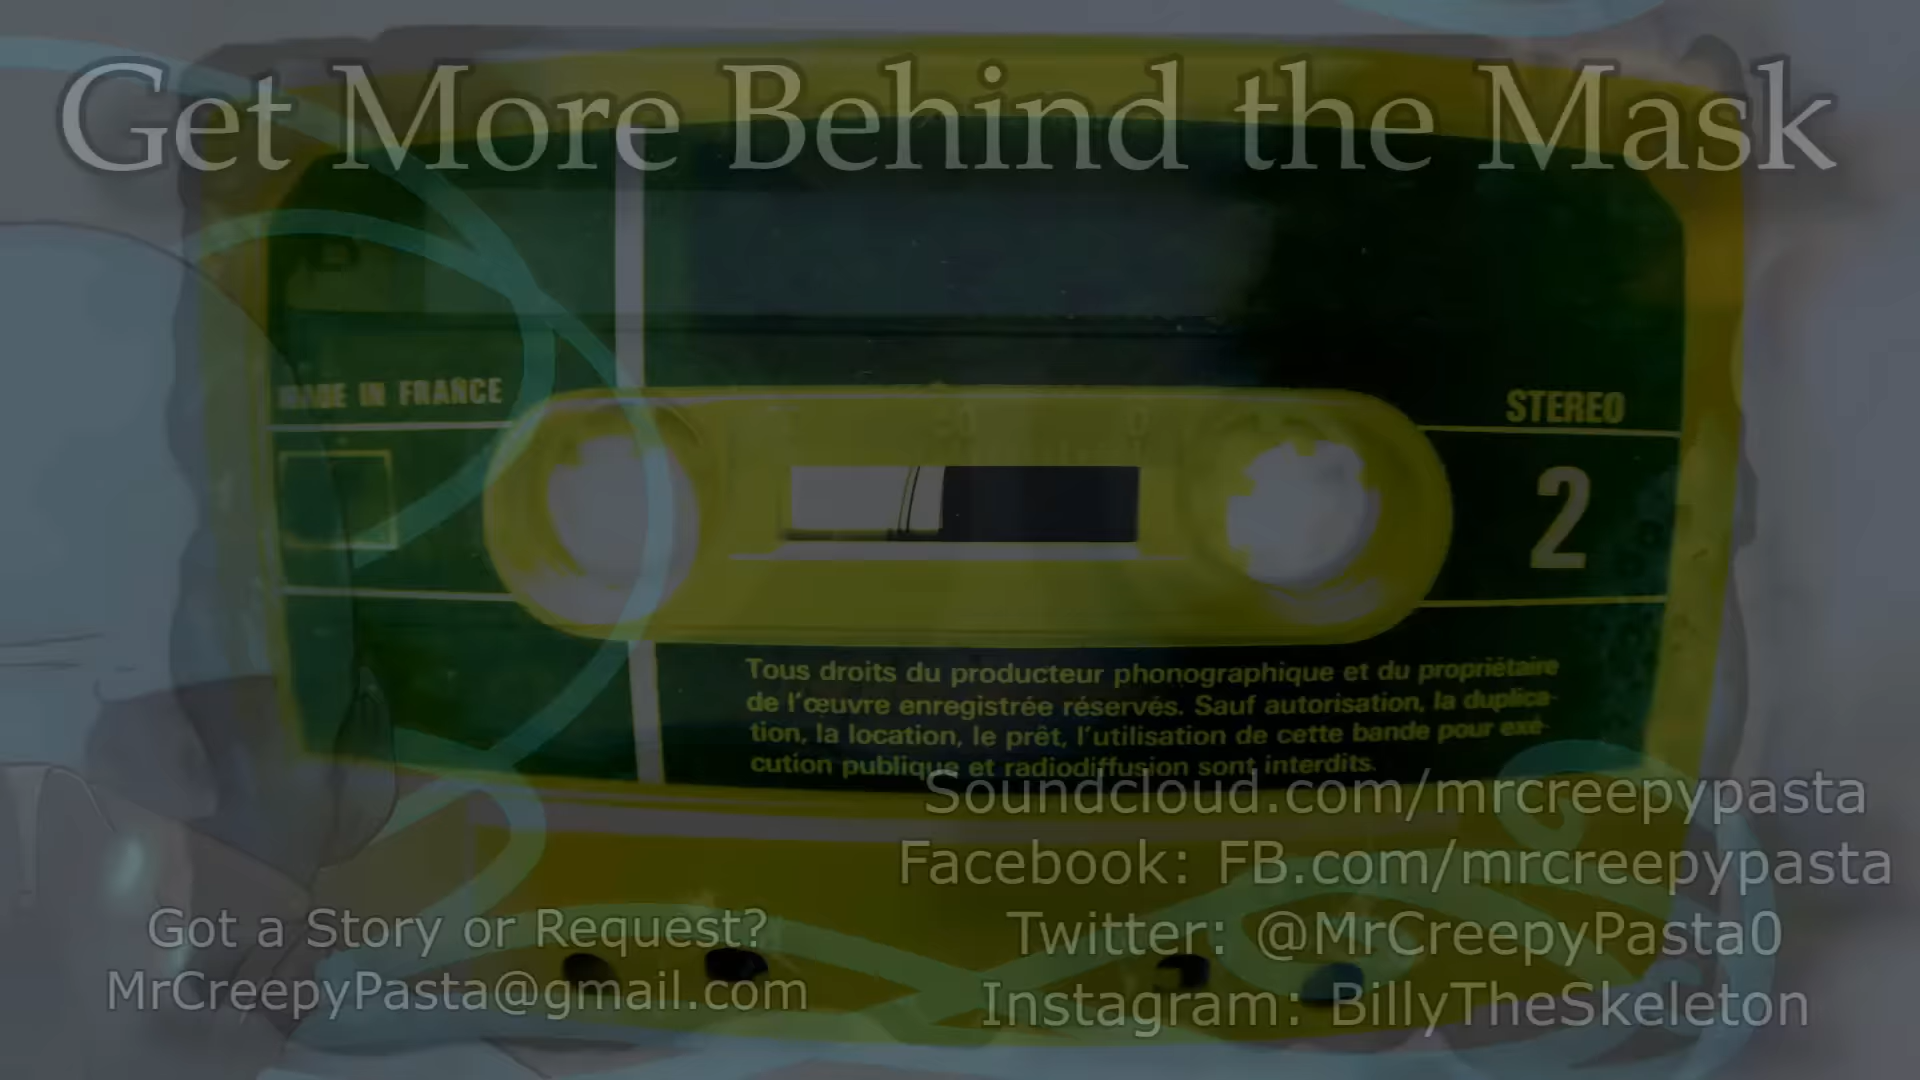 Get More Behind the Mask
MADE IN FRANCE
STEREO
2
Tous droits du producteur phonographique et du propriétaire
de l'œuvre enregistrée réservés. Sauf autorisation, la duplica-
tion, la location, le prêt, l'utilisation de cette bande pour exé-
cution publique et radiodiffusion sont interdits.
Soundcloud.com/mrcreepypasta
Facebook: FB.com/mrcreepypasta
Twitter: @MrCreepyPasta0
Instagram: BillyTheSkeleton
Got a Story or Request?
MrCreepyPasta@gmail.com